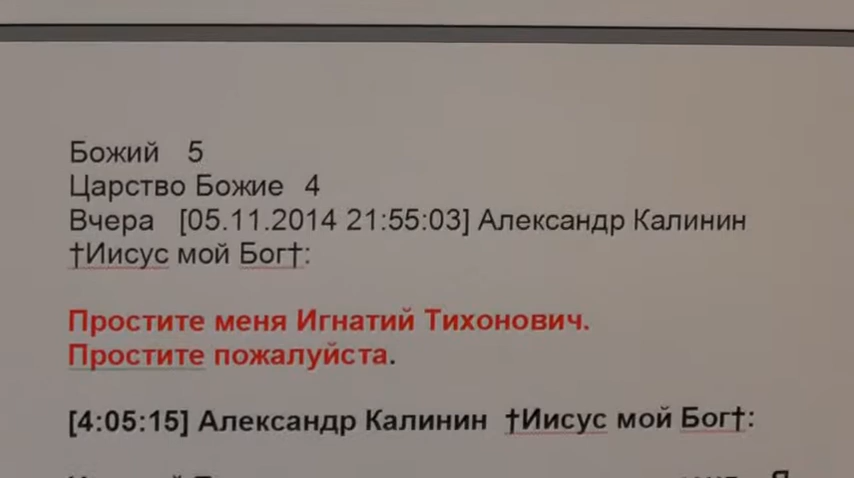 Божий 5
Царство Божие 4
Вчера [05.11.2014 21:55:03] Александр Калинин
†Иисус мой Бог†:
Простите меня Игнатий Тихонович.
Простите пожалуйста.
[4:05:15] Александр Калинин †Иисус мой Бог†: